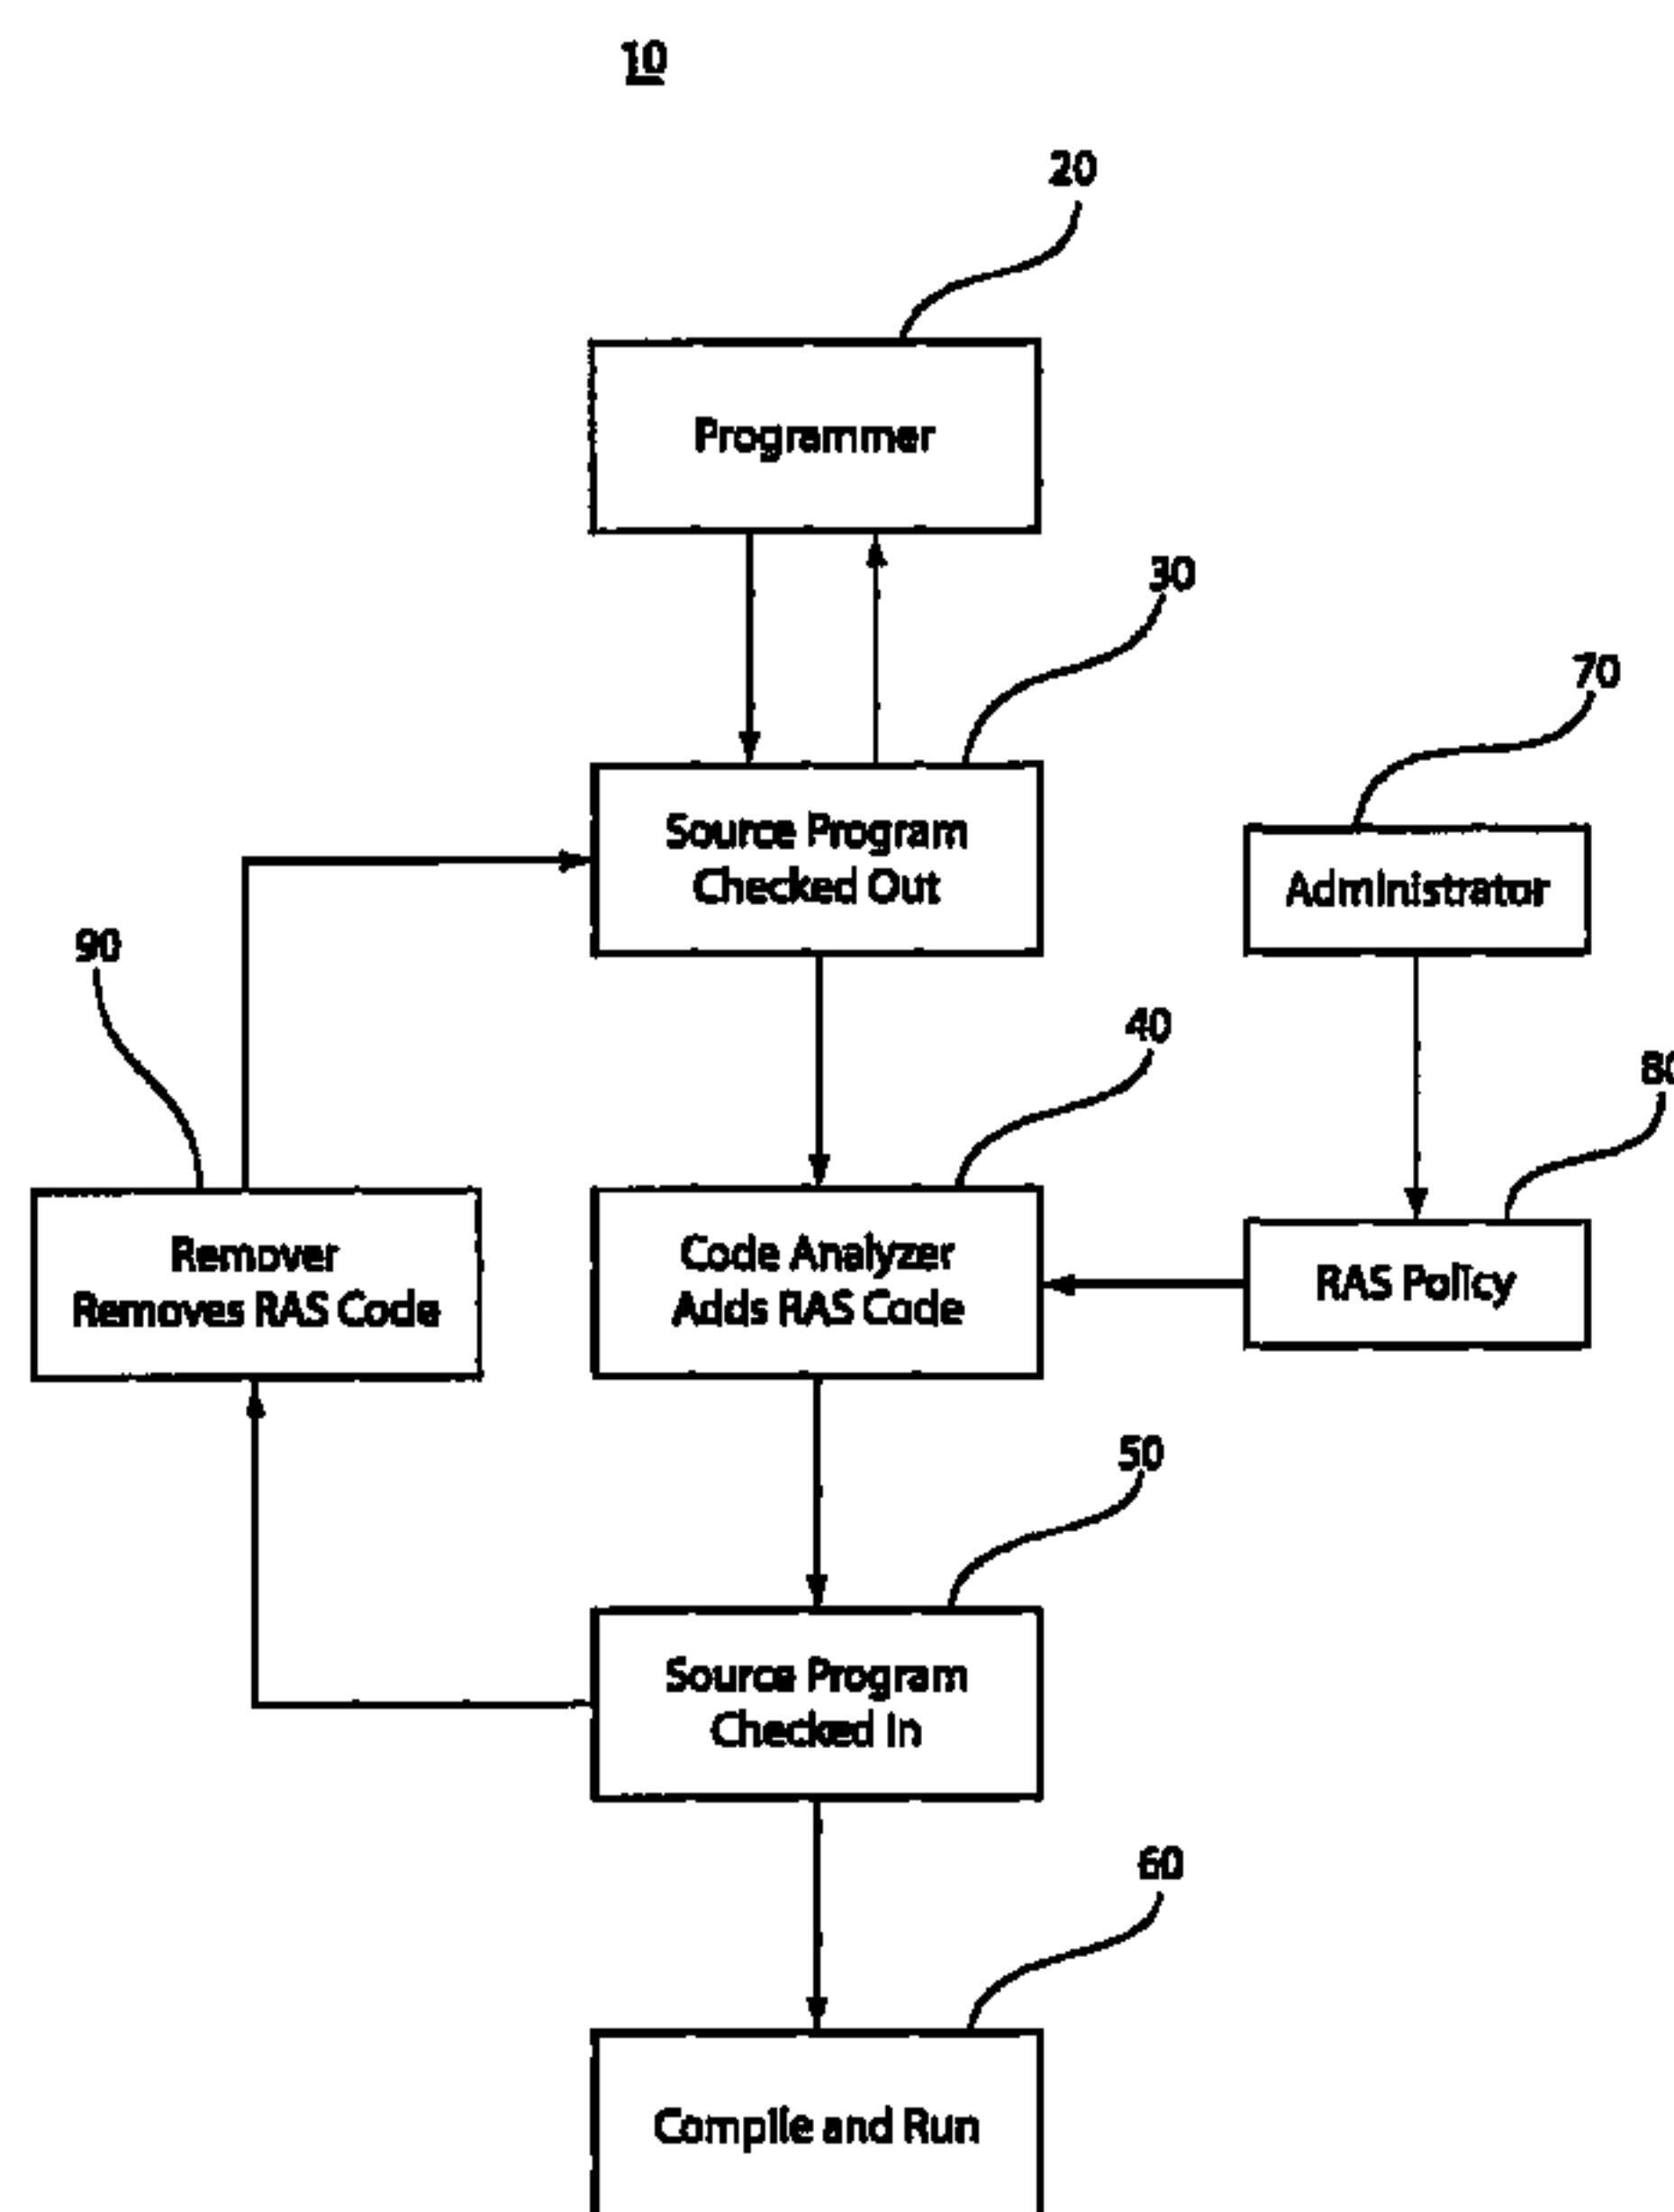 10
20
Programmer
30
Source Program
Checked Out
70
Administrator
90
40
80
Remover
Removes RAS Code
Code Analyzer
Adds RAS Code
RAS Policy
50
Source Program
Checked In
60
Compile and Run